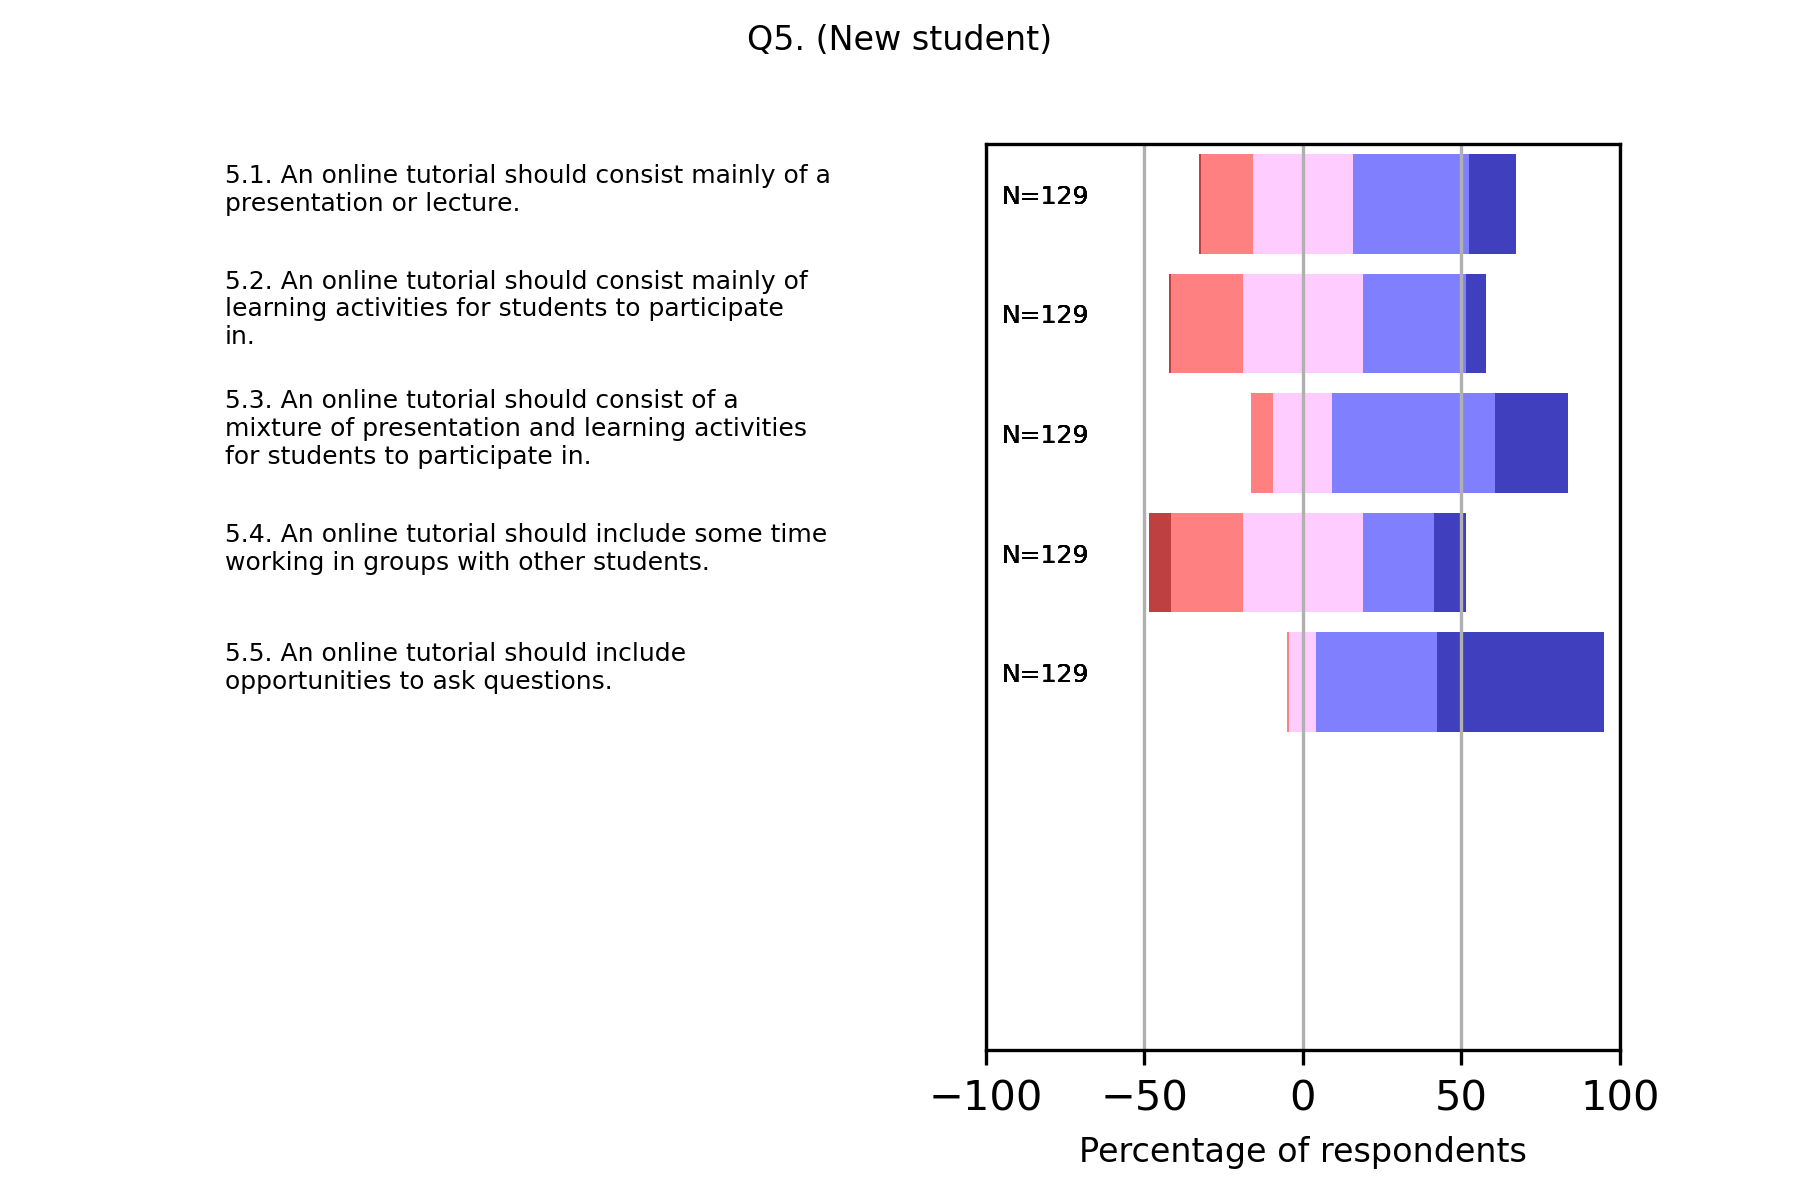 Q5. (New student)
5.1. An online tutorial should consist mainly of a
presentation or lecture.
N=129
5.2. An online tutorial should consist mainly of
learning activities for students to participate
in.
N=129
5.3. An online tutorial should consist of a
mixture of presentation and learning activities
for students to participate in.
N=129
5.4. An online tutorial should include some time
working in groups with other students.
N=129
5.5. An online tutorial should include
opportunities to ask questions.
N=129
−100 −50 0 50 100
Percentage of respondents